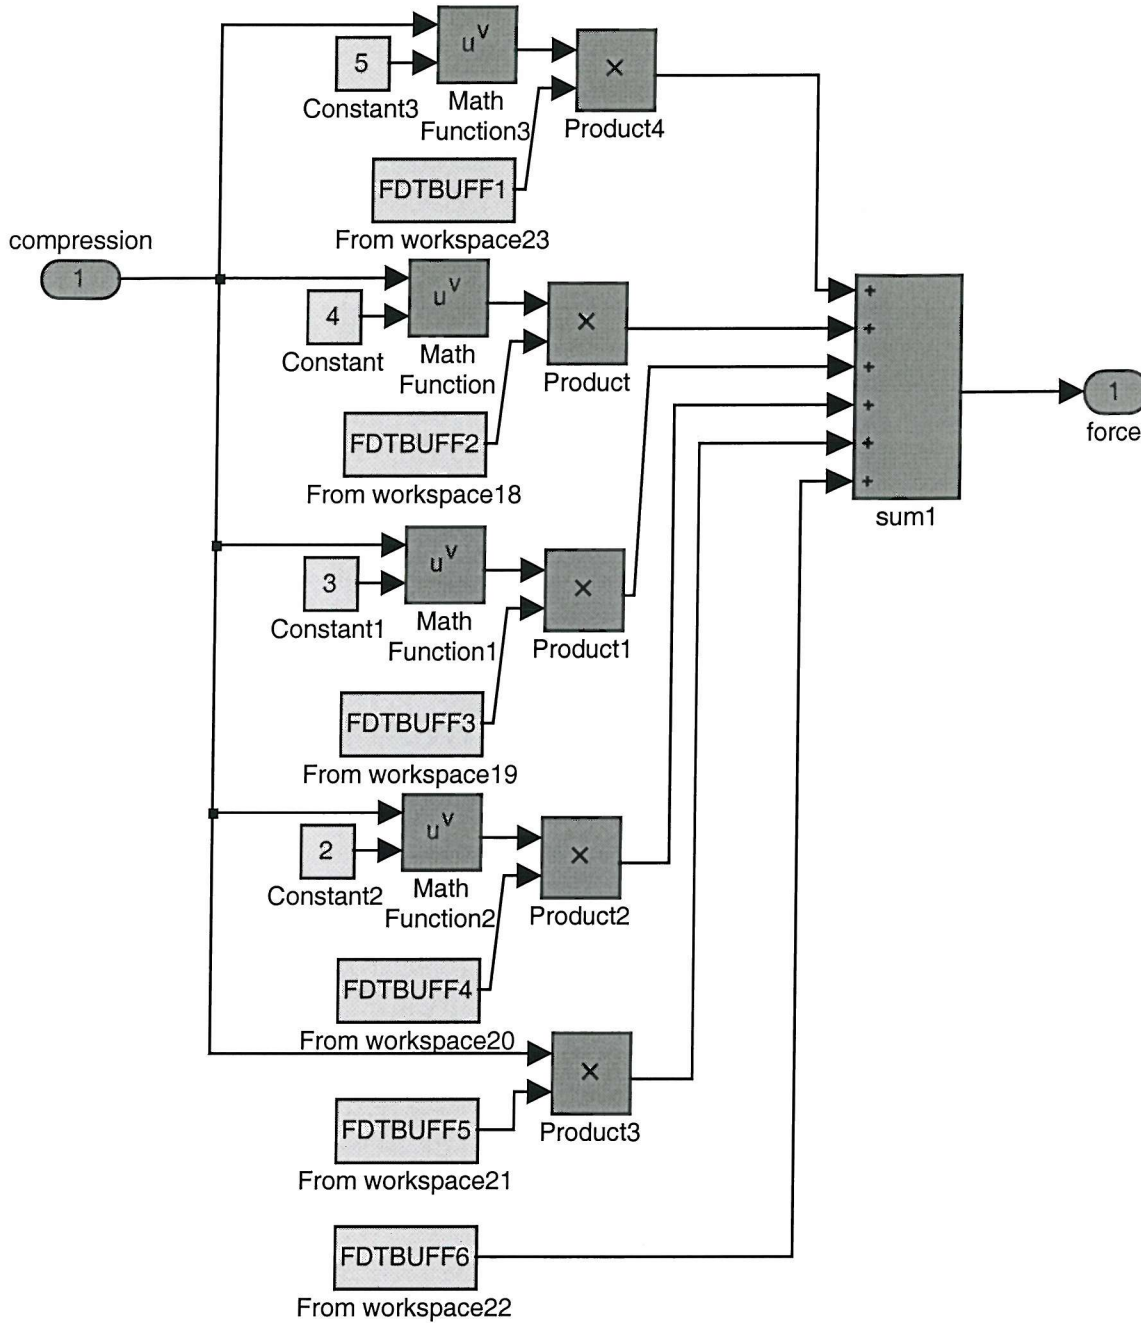 u^v
5
×
Constant3
Math
Function3
Product4
FDTBUFF1
From workspace23
compression
1
u^v
4
×
Constant
Math
Function
Product
FDTBUFF2
From workspace18
+
+
+
+
+
+
sum1
1
force
u^v
3
×
Constant1
Math
Function1
Product1
FDTBUFF3
From workspace19
u^v
2
×
Constant2
Math
Function2
Product2
FDTBUFF4
From workspace20
×
Product3
FDTBUFF5
From workspace21
FDTBUFF6
From workspace22